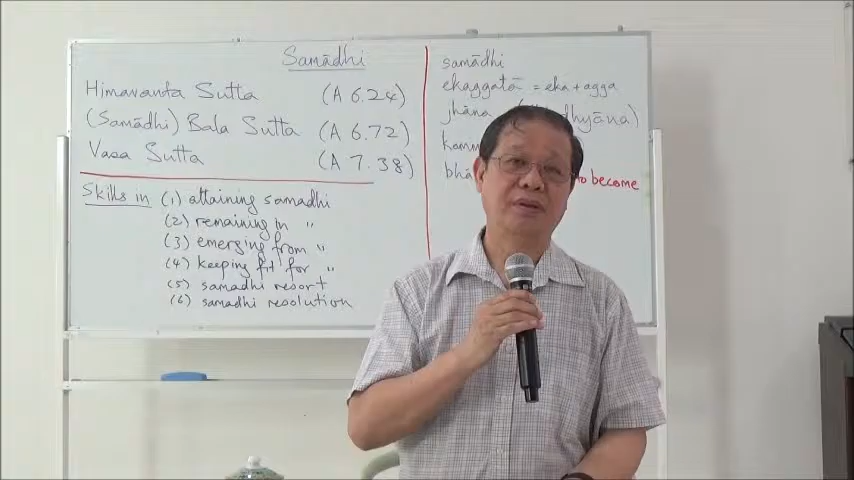 Samādhi
Himavanta Sutta (A 6.24)
(Samādhi) Bala Sutta (A 6.72)
Vasa Sutta (A 7.38)
Skills in (1) attaining samadhi
(2) remaining in "
(3) emerging from "
(4) keeping fit for "
(5) samadhi resort
(6) samadhi resolution
samādhi
ekaggatā = eka + agga
jhāna dhyāna)
to become